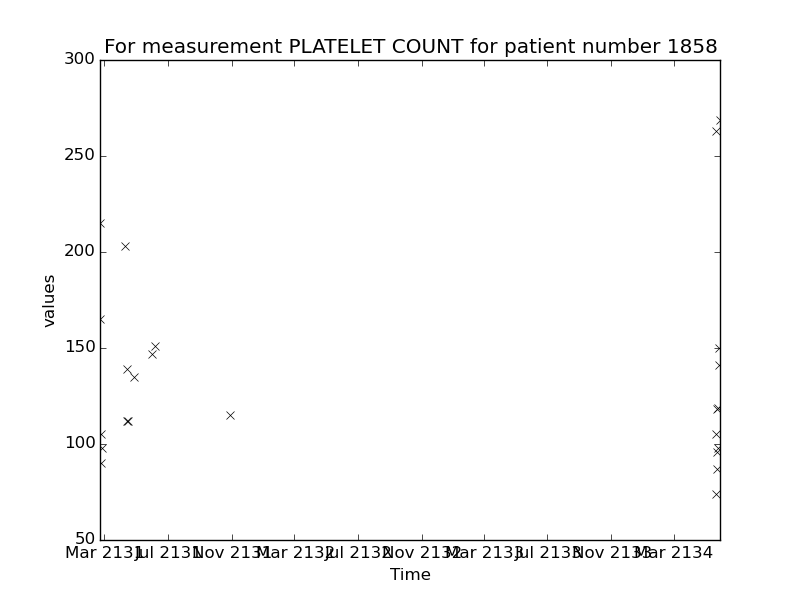 For measurement PLATELET COUNT for patient number 1858
300
250
200
150
100
50
values
Mar 2131 Jul 2131 Nov 2131 Mar 2132 Jul 2132 Nov 2132 Mar 2133 Jul 2133 Nov 2133 Mar 2134
Time